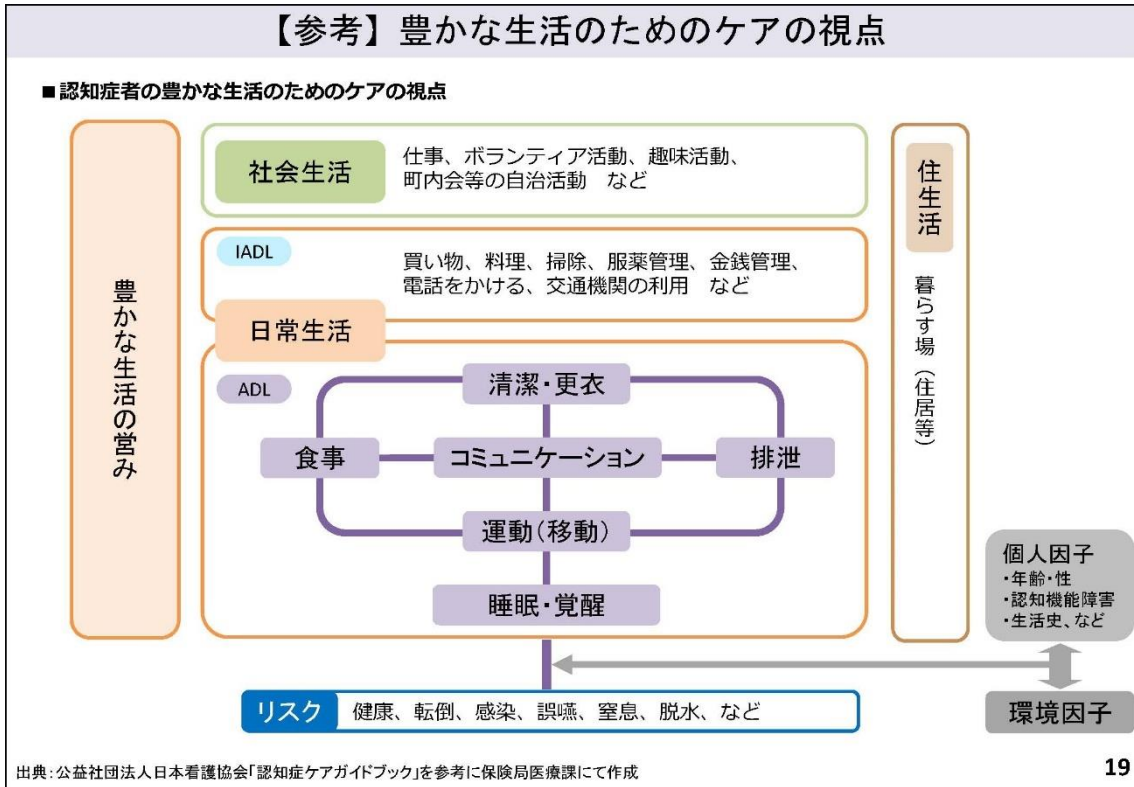 【参考】豊かな生活のためのケアの視点
■認知症者の豊かな生活のためのケアの視点
豊かな生活の営み
社会生活
仕事、ボランティア活動、趣味活動、
町内会等の自治活動　など
IADL
買い物、料理、掃除、服薬管理、金銭管理、
電話をかける、交通機関の利用　など
日常生活
ADL
清潔・更衣
食事
コミュニケーション
排泄
運動(移動)
睡眠・覚醒
住生活
暮らす場（住居等）
個人因子
・年齢・性
・認知機能障害
・生活史、など
環境因子
リスク
健康、転倒、感染、誤嚥、窒息、脱水、など
出典：公益社団法人日本看護協会「認知症ケアガイドブック」を参考に保険局医療課にて作成
19